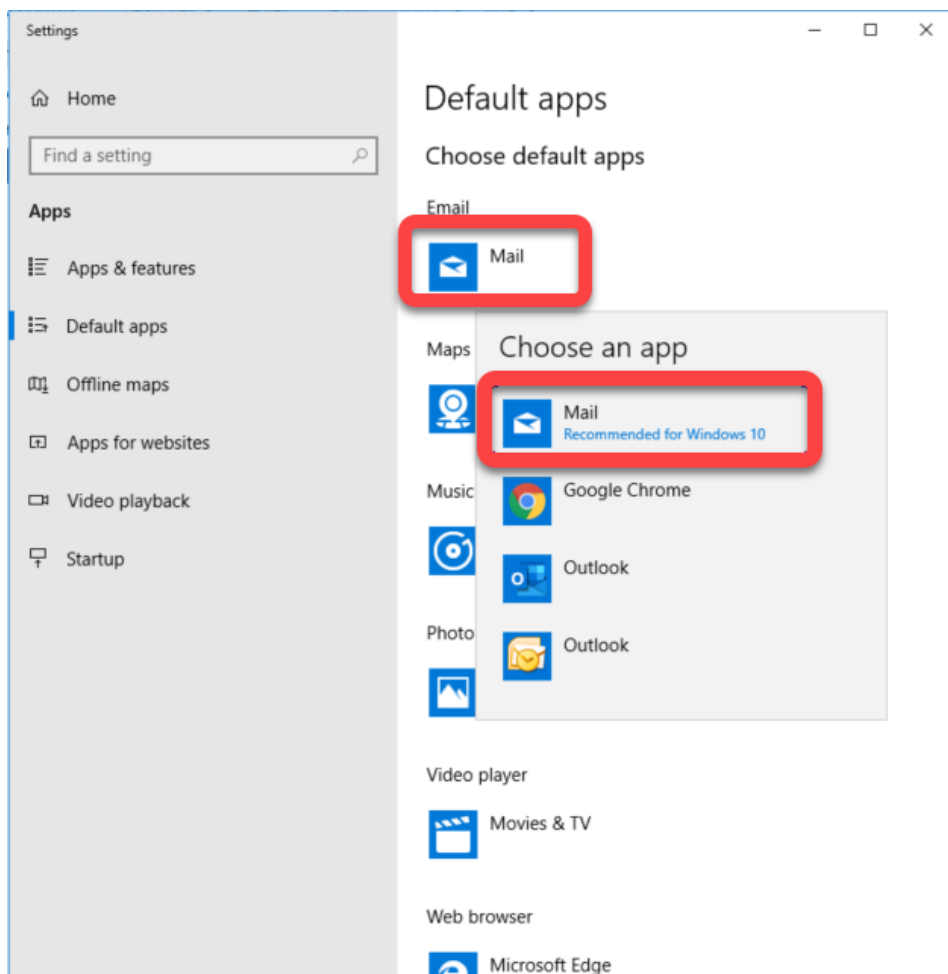 Settings
Home
Find a setting
Apps
Apps & features
Default apps
Offline maps
Apps for websites
Video playback
Startup
Default apps
Choose default apps
Email
Mail
Maps
Choose an app
Mail
Recommended for Windows 10
Music
Google Chrome
Outlook
Photo
Outlook
Video player
Movies & TV
Web browser
Microsoft Edge